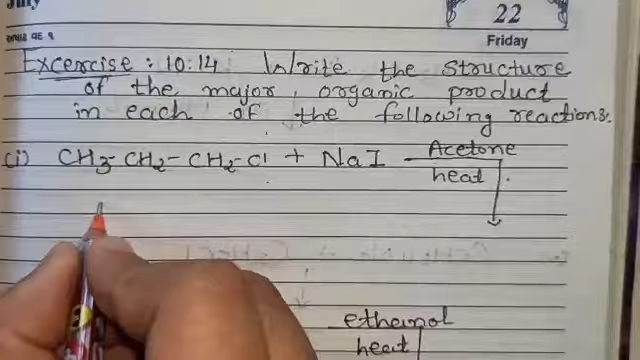 July
22
Friday
Excercise : 10:14 Write the structure
of the major organic product
in each of the following reactions.
(i) CH3-CH2-CH2-Cl + NaI Acetone
heat
ethanol
heat